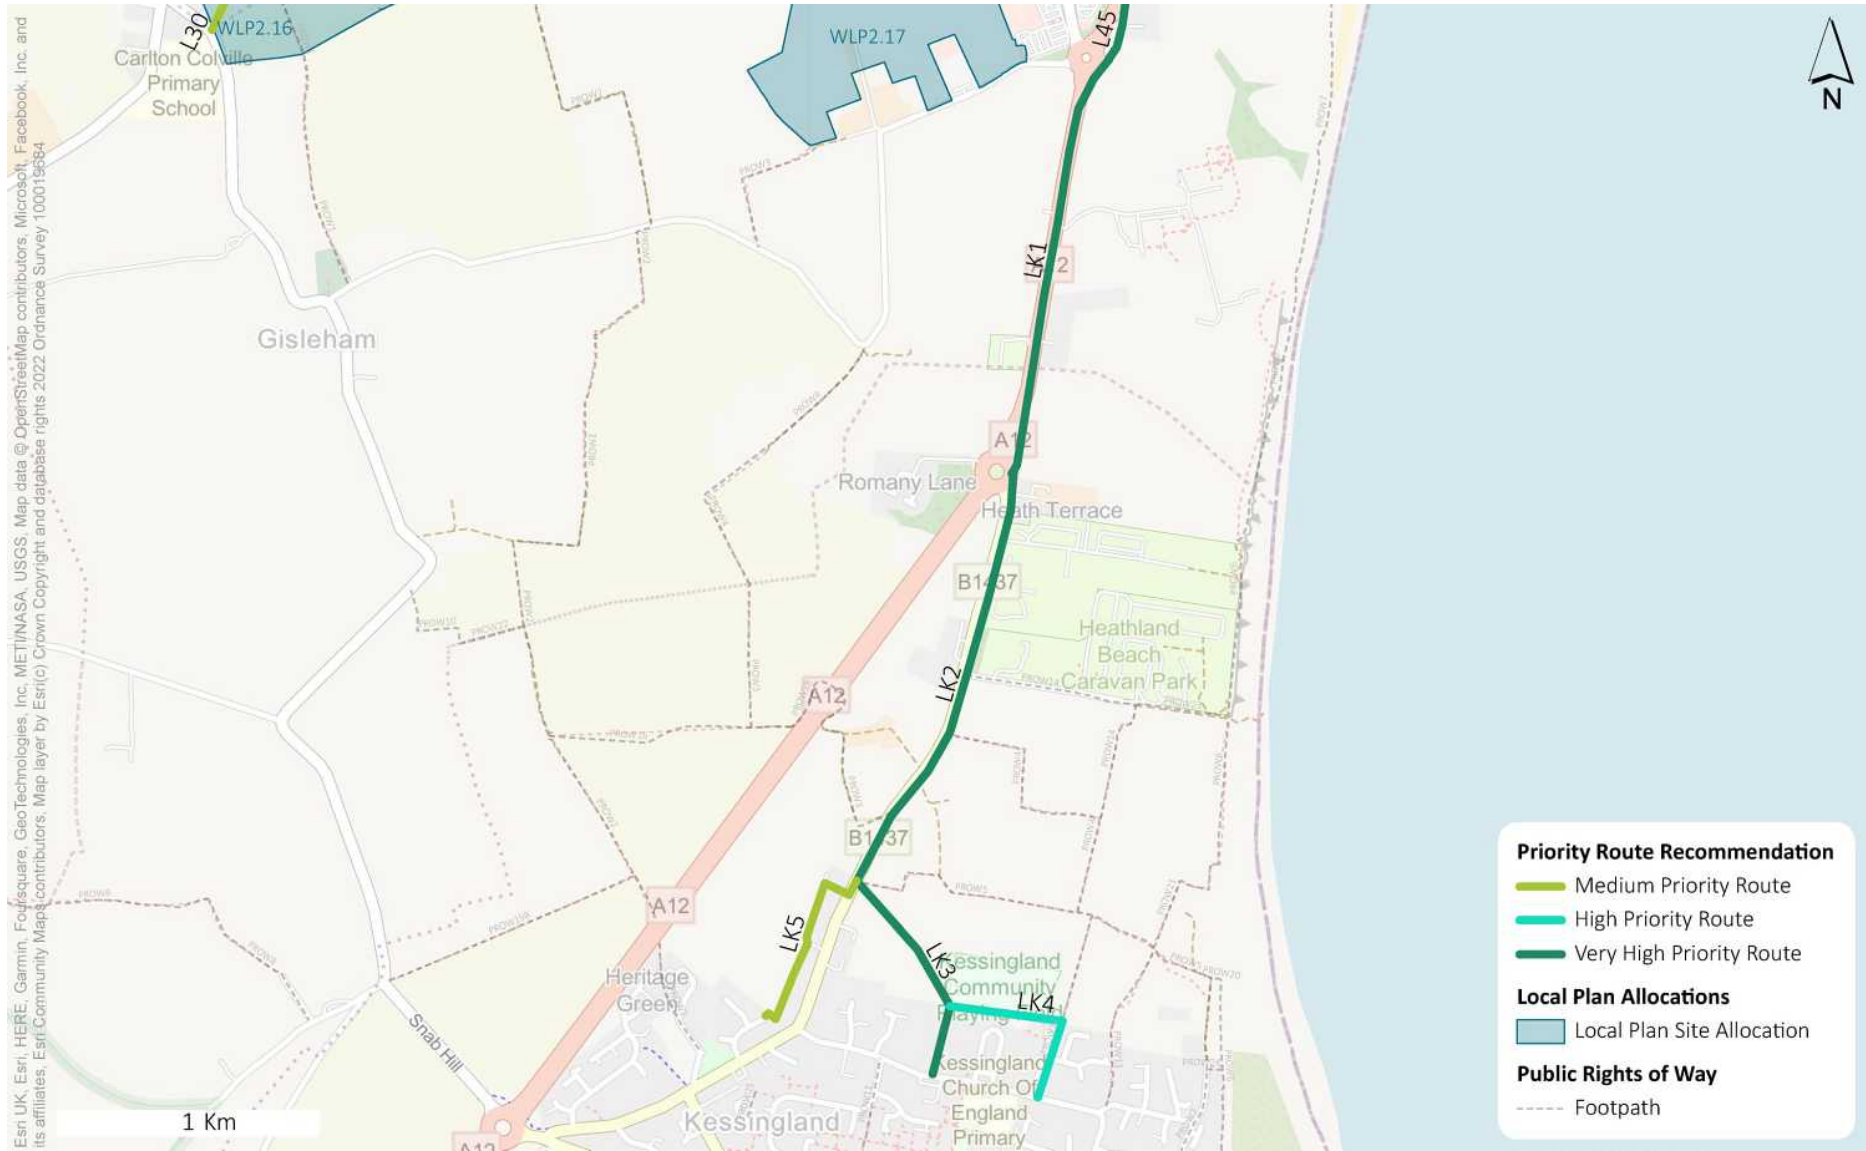 L30
WLP2.16
Carlton Colville
Primary
School
WLP2.17
L45
N
LK1
Gisleham
A12
Romany Lane
Heath Terrace
B1437
Heathland
Beach
Caravan Park
LK2
A12
B1437
A12
LK5
LK3
Kessingland
Community
LK4
Heritage
Green
Snab Hill
Kessingland
Church Of
England
Primary
Kessingland
A12
1 Km
Priority Route Recommendation
Medium Priority Route
High Priority Route
Very High Priority Route
Local Plan Allocations
Local Plan Site Allocation
Public Rights of Way
Footpath
Esri UK, Esri, HERE, Garmin, Foursquare, GeoTechnologies, Inc, METI/NASA, USGS, Map data © OpenStreetMap contributors, Microsoft, Facebook, Inc. and
its affiliates, Esri Community Maps contributors, Map layer by Esri(c) Crown Copyright and database rights 2022 Ordnance Survey 100019684